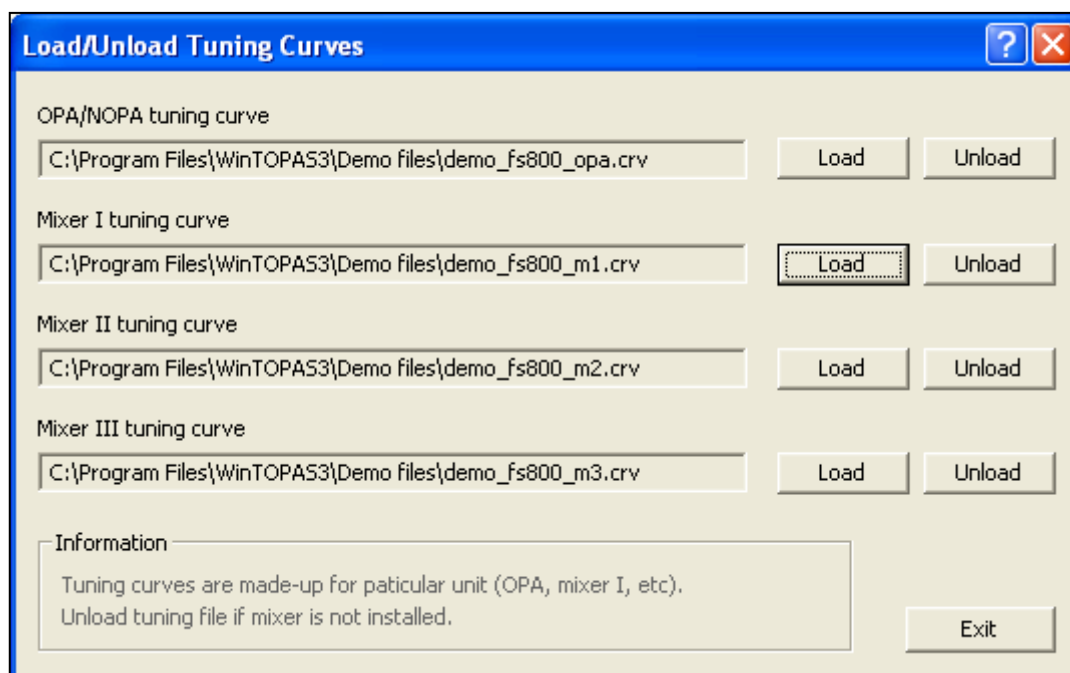 Load/Unload Tuning Curves
OPA/NOPA tuning curve
C:\Program Files\WinTOPAS3\Demo files\demo_fs800_opa.crv Load Unload
Mixer I tuning curve
C:\Program Files\WinTOPAS3\Demo files\demo_fs800_m1.crv Load Unload
Mixer II tuning curve
C:\Program Files\WinTOPAS3\Demo files\demo_fs800_m2.crv Load Unload
Mixer III tuning curve
C:\Program Files\WinTOPAS3\Demo files\demo_fs800_m3.crv Load Unload
Information
Tuning curves are made-up for paticular unit (OPA, mixer I, etc).
Unload tuning file if mixer is not installed.
Exit